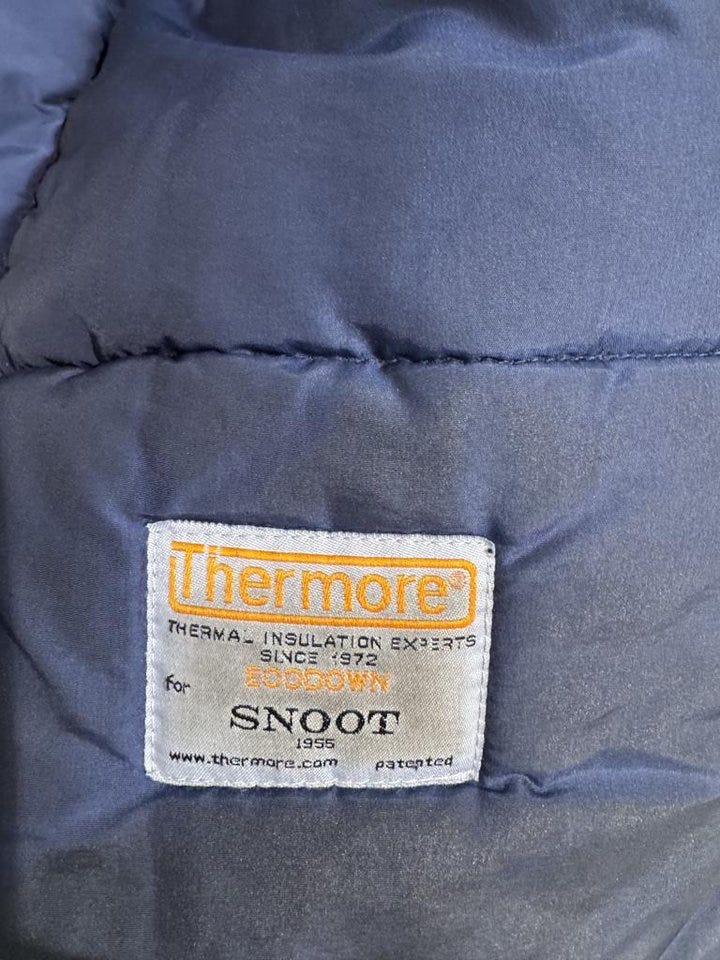 Thermore®
THERMAL INSULATION EXPERTS
SINCE 1972
ECODOWN
for
SNOOT
1955
www.thermore.com patented